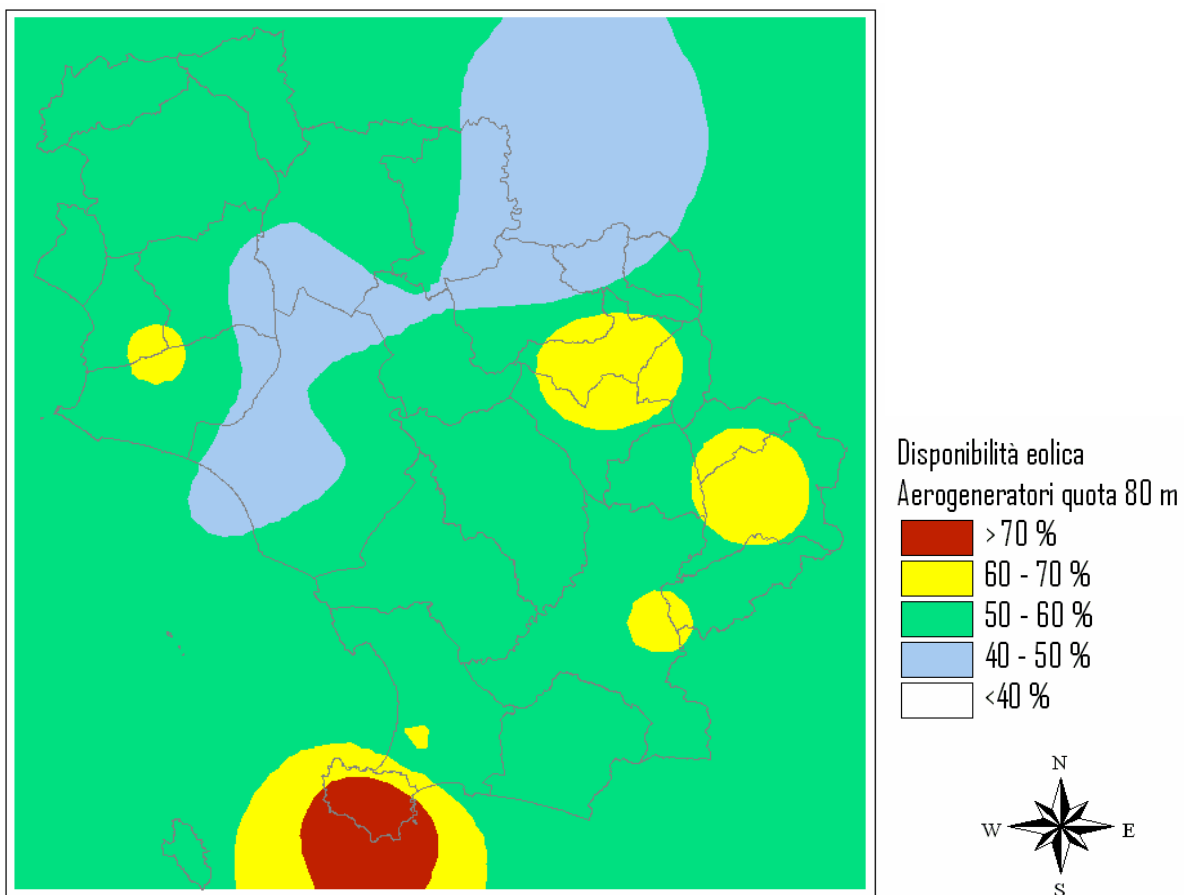 Disponibilità eolica
Aerogeneratori quota 80 m
> 70 %
60 - 70 %
50 - 60 %
40 - 50 %
<40 %
N
W E
S